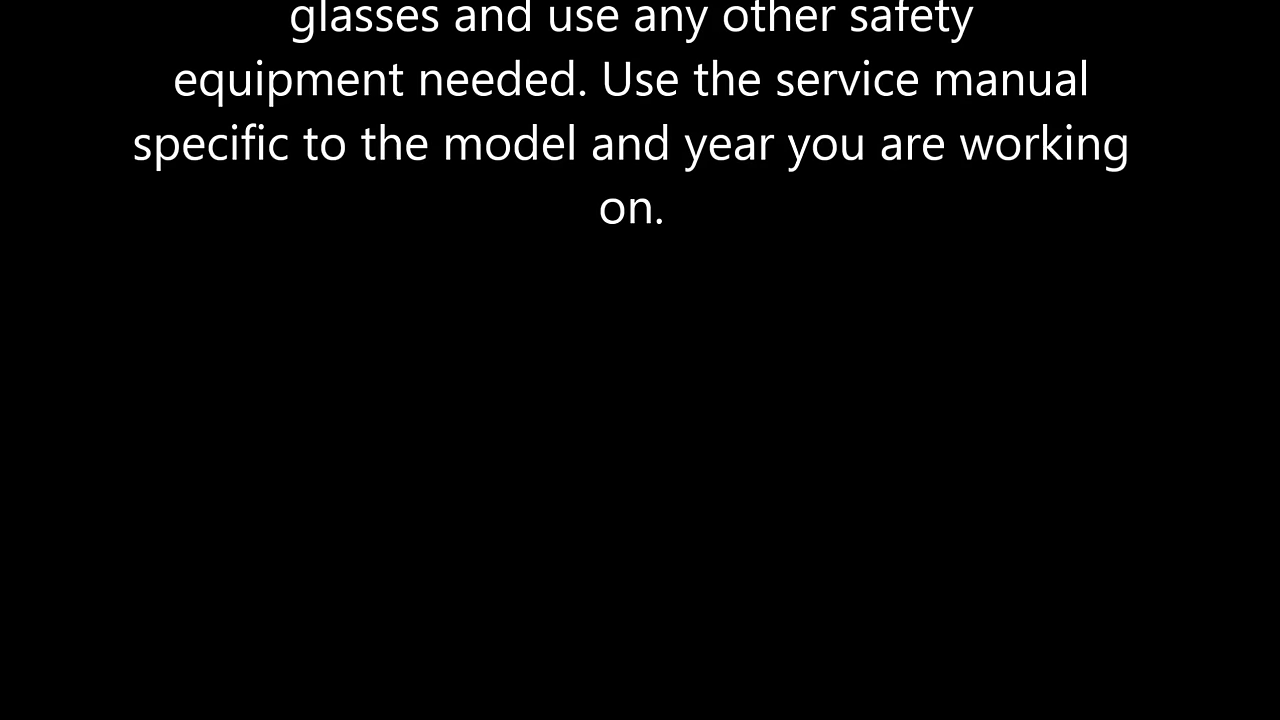 glasses and use any other safety
equipment needed. Use the service manual
specific to the model and year you are working
on.